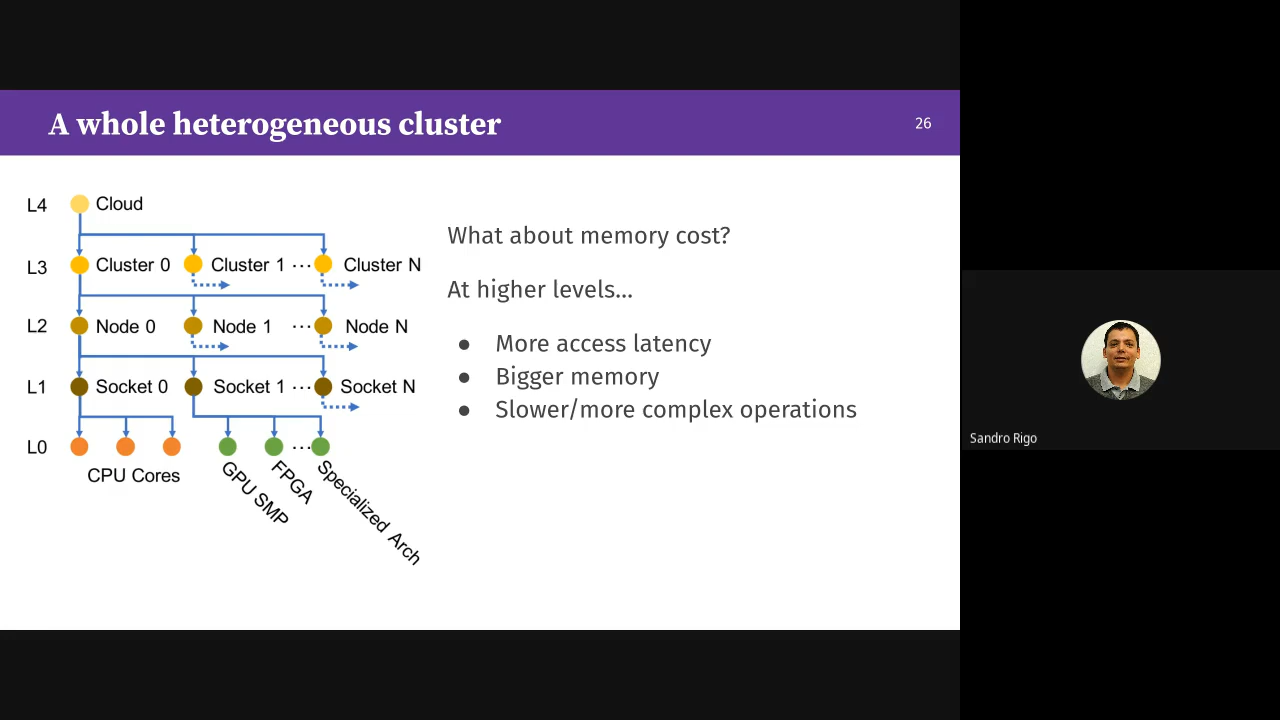 A whole heterogeneous cluster
26
L4 Cloud
L3 Cluster 0 Cluster 1 ··· Cluster N
L2 Node 0 Node 1 ··· Node N
L1 Socket 0 Socket 1 ··· Socket N
L0 ···
CPU Cores
GPU SMP
FPGA
Specialized Arch
What about memory cost?
At higher levels...
● More access latency
● Bigger memory
● Slower/more complex operations
Sandro Rigo